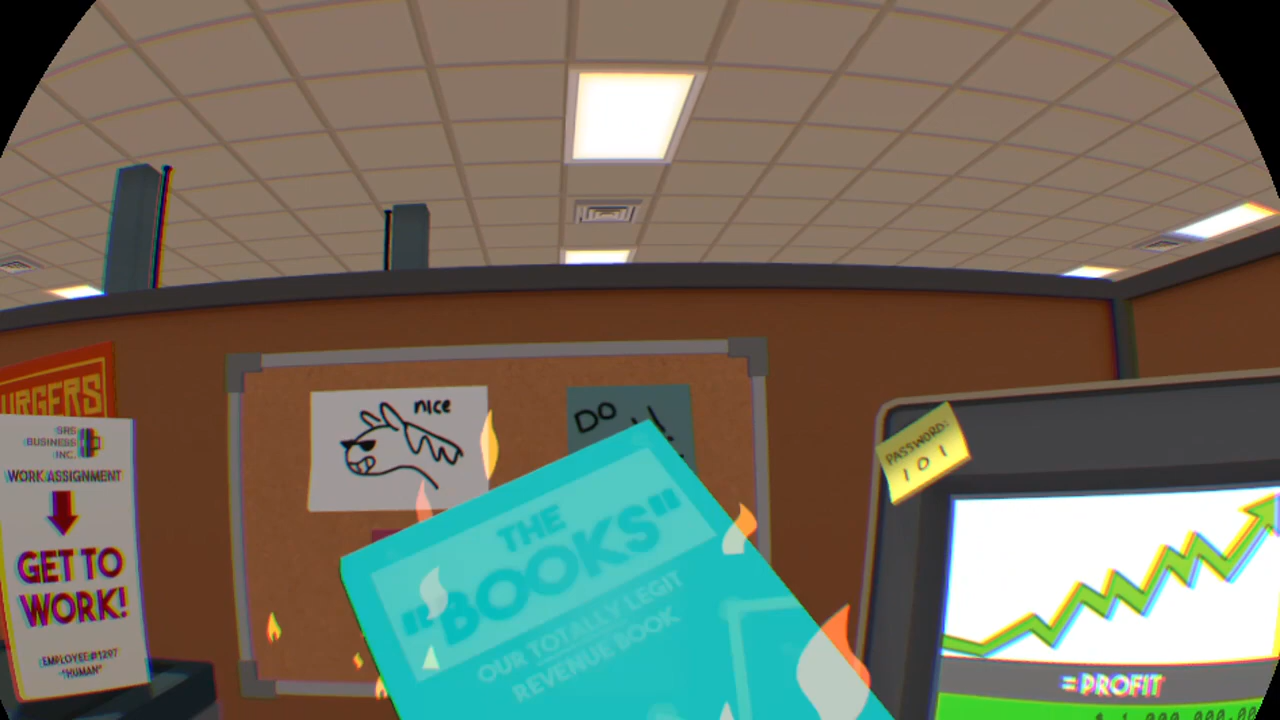 URGERS
SRS
BUSINESS
INC.
WORK ASSIGNMENT
GET TO
WORK!
EMPLOYEE#1297
"HUMAN"
nice
DO
THE
"BOOKS"
OUR TOTALLY LEGIT
REVENUE BOOK
PASSWORD:
101
=PROFIT